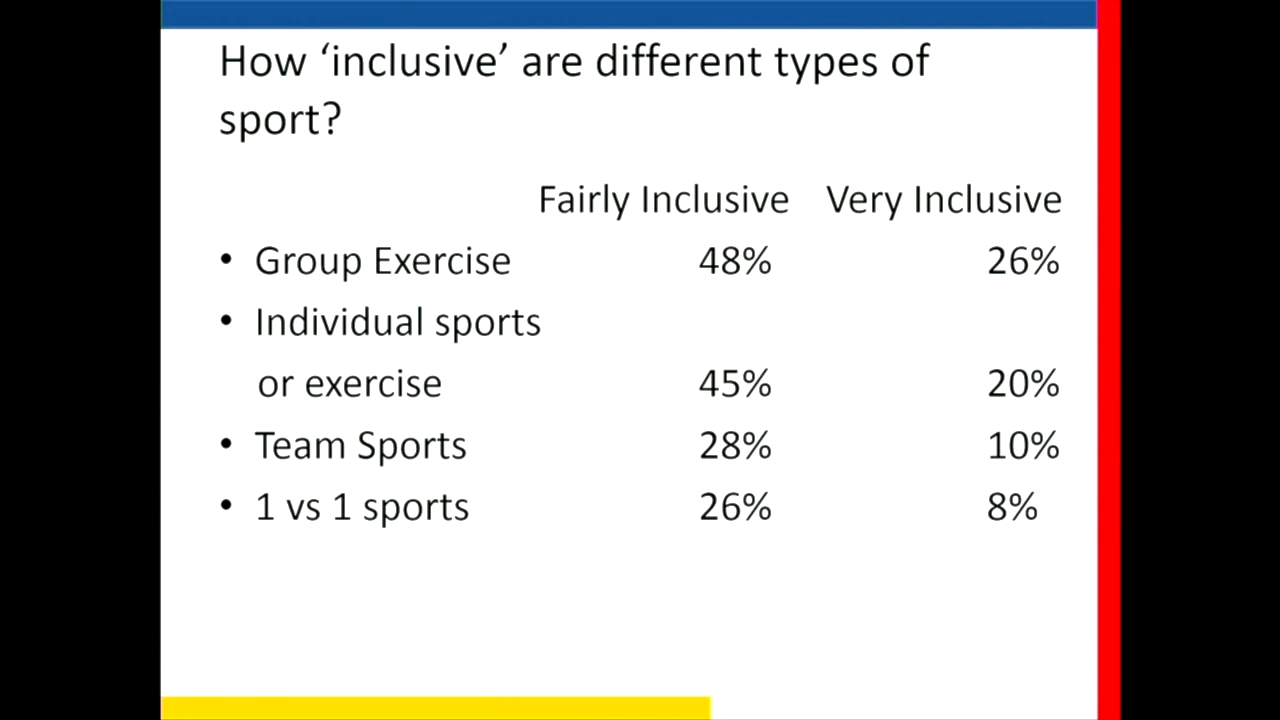 How ‘inclusive’ are different types of
sport?
Fairly Inclusive Very Inclusive
• Group Exercise 48% 26%
• Individual sports
or exercise 45% 20%
• Team Sports 28% 10%
• 1 vs 1 sports 26% 8%